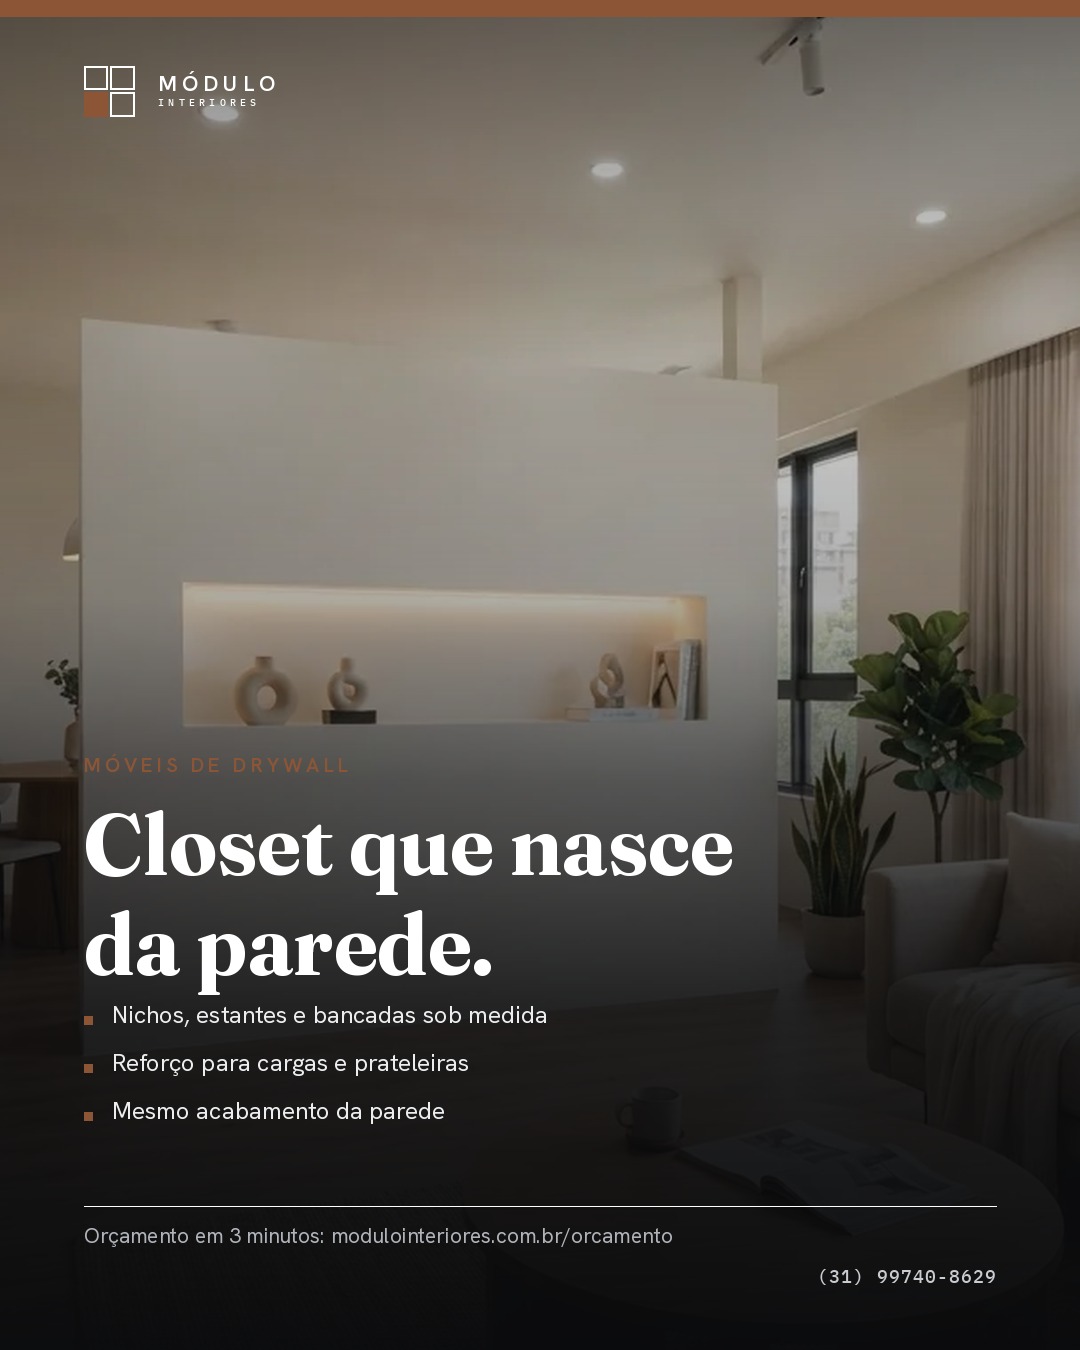 MÓDULO
INTERIORES
MÓVEIS DE DRYWALL
Closet que nasce
da parede.
Nichos, estantes e bancadas sob medida
Reforço para cargas e prateleiras
Mesmo acabamento da parede
Orçamento em 3 minutos: modulointeriores.com.br/orcamento
(31) 99740-8629